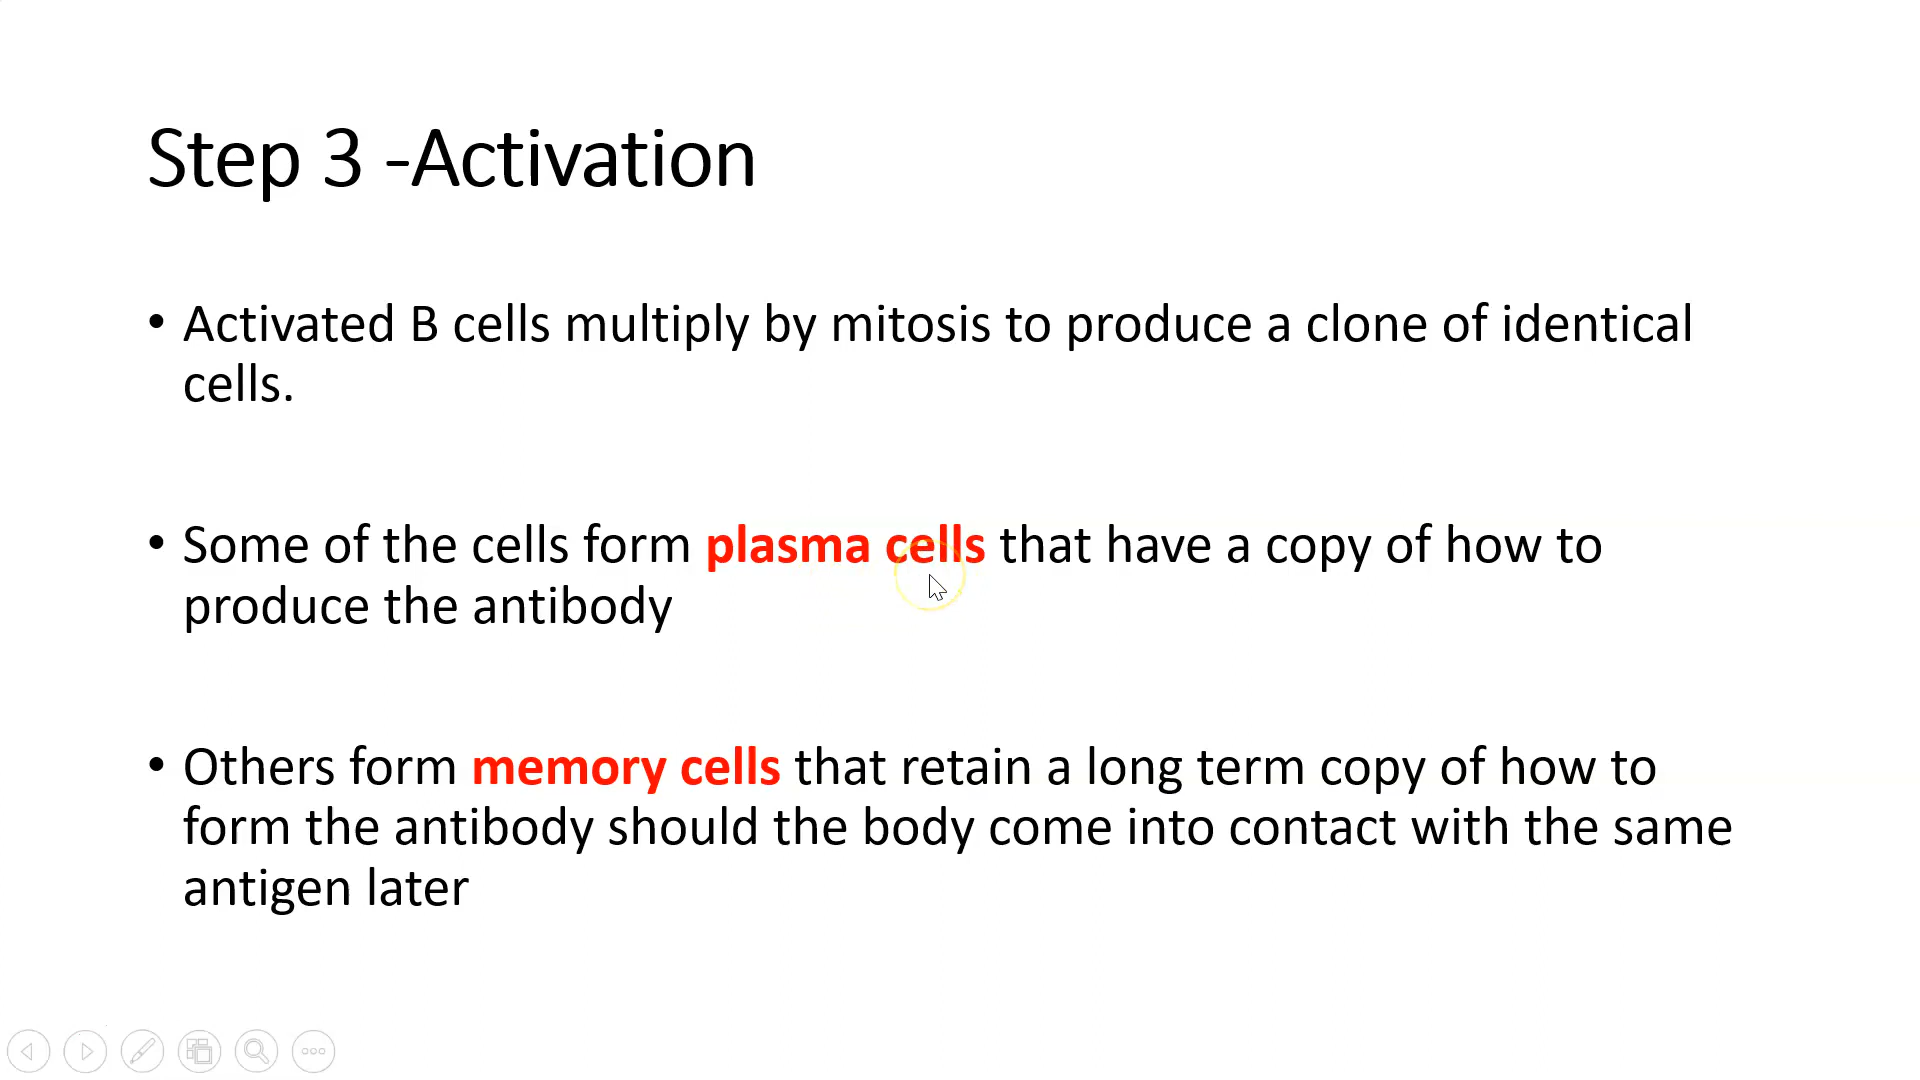 Step 3 -Activation
• Activated B cells multiply by mitosis to produce a clone of identical
cells.
• Some of the cells form plasma cells that have a copy of how to
produce the antibody
• Others form memory cells that retain a long term copy of how to
form the antibody should the body come into contact with the same
antigen later